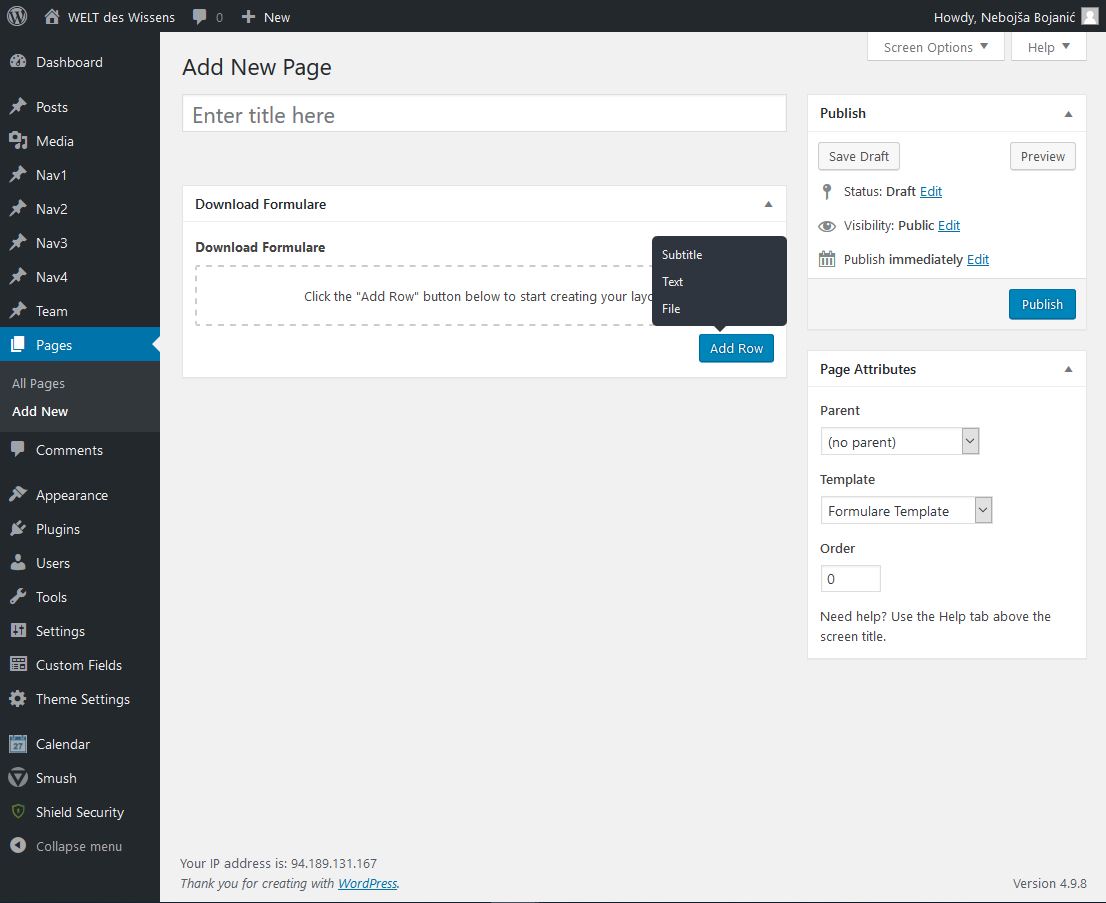 WELT des Wissens 0 New Howdy, Nebojša Bojanić
Screen Options Help
Dashboard
Posts
Media
Nav1
Nav2
Nav3
Nav4
Team
Pages
All Pages
Add New
Comments
Appearance
Plugins
Users
Tools
Settings
Custom Fields
Theme Settings
27 Calendar
Smush
Shield Security
Collapse menu
Add New Page
Enter title here
Download Formulare
Download Formulare
Click the "Add Row" button below to start creating your
Subtitle
Text
File
Add Row
Publish
Save Draft Preview
Status: Draft Edit
Visibility: Public Edit
Publish immediately Edit
Publish
Page Attributes
Parent
(no parent)
Template
Formulare Template
Order
0
Need help? Use the Help tab above the
screen title.
Your IP address is: 94.189.131.167
Thank you for creating with WordPress.
Version 4.9.8